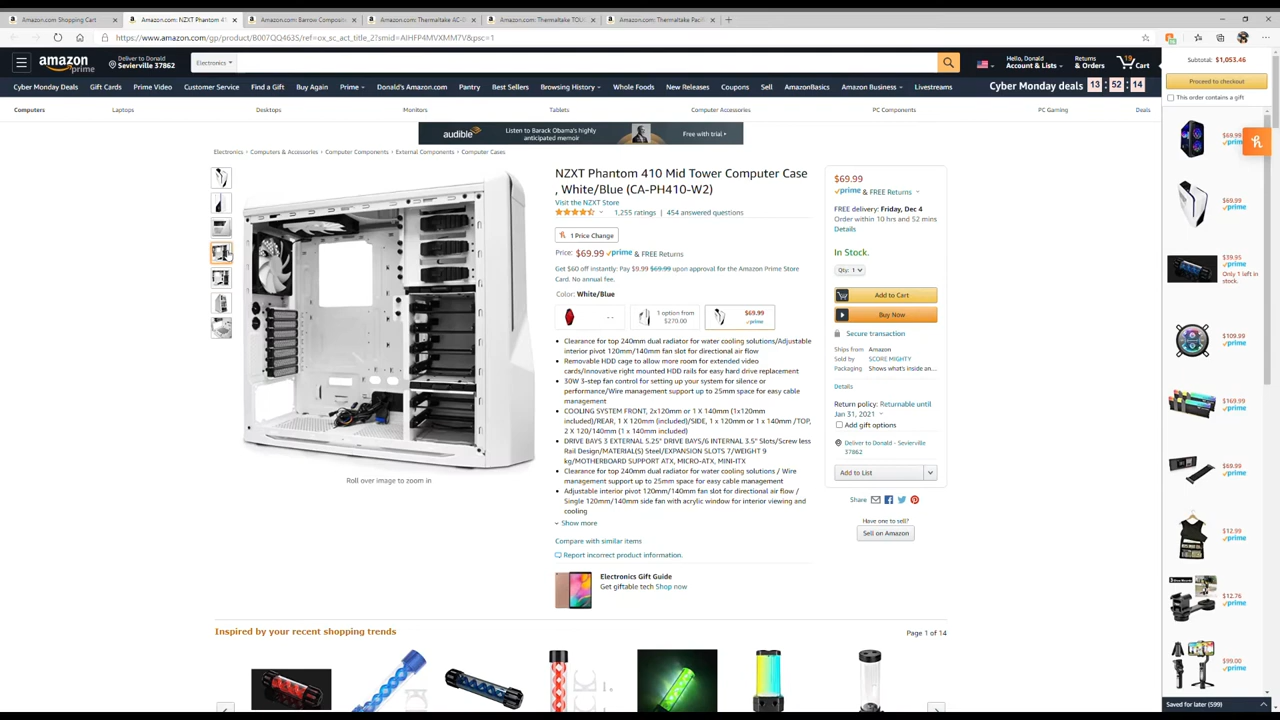 Amazon.com Shopping Cart
Amazon.com: NZXT Phantom 41
Amazon.com: Barrow Composite
Amazon.com: Thermaltake AC-
Amazon.com: Thermaltake TOU
Amazon.com: Thermaltake Pacif
https://www.amazon.com/gp/product/B007QQ463S/ref=ox_sc_act_title_2?smid=AIHFP4MVXMM7V&psc=1
amazon prime
Deliver to Donald
Sevierville 37862
Electronics
Hello, Donald
Account & Lists
Returns
& Orders
Cart
Cyber Monday Deals Gift Cards Prime Video Customer Service Find a Gift Buy Again Prime Donald's Amazon.com Pantry Best Sellers Browsing History Whole Foods New Releases Coupons Sell AmazonBasics Amazon Business Livestreams
Cyber Monday deals 13 : 52 : 14
Computers Laptops Desktops Monitors Tablets Computer Accessories PC Components PC Gaming Deals
audible Listen to Barack Obama's highly
anticipated memoir
Free with trial
Electronics › Computers & Accessories › Computer Components › External Components › Computer Cases
Roll over image to zoom in
NZXT Phantom 410 Mid Tower Computer Case
, White/Blue (CA-PH410-W2)
Visit the NZXT Store
1,255 ratings | 454 answered questions
1 Price Change
Price: $69.99 prime & FREE Returns
Get $60 off instantly: Pay $9.99 $69.99 upon approval for the Amazon Prime Store
Card. No annual fee.
Color: White/Blue
- -
1 option from
$270.00
$69.99
prime
• Clearance for top 240mm dual radiator for water cooling solutions/Adjustable
interior pivot 120mm/140mm fan slot for directional air flow
• Removable HDD cage to allow more room for extended video
cards/Innovative right mounted HDD rails for easy hard drive replacement
• 30W 3-step fan control for setting up your system for silence or
performance/Wire management support up to 25mm space for easy cable
management
• COOLING SYSTEM FRONT, 2x120mm or 1 X 140mm (1x120mm
included)/REAR, 1 X 120mm (included)/SIDE, 1 x 120mm or 1 x 140mm /TOP,
2 X 120/140mm (1 x 140mm included)
• DRIVE BAYS 3 EXTERNAL 5.25" DRIVE BAYS/6 INTERNAL 3.5" Slots/Screw less
Rail Design/MATERIAL(S) Steel/EXPANSION SLOTS 7/WEIGHT 9
kg/MOTHERBOARD SUPPORT ATX, MICRO-ATX, MINI-ITX
• Clearance for top 240mm dual radiator for water cooling solutions / Wire
management support up to 25mm space for easy cable management
• Adjustable interior pivot 120mm/140mm fan slot for directional air flow /
Single 120mm/140mm side fan with acrylic window for interior viewing and
cooling
Show more
Compare with similar items
Report incorrect product information.
Electronics Gift Guide
Get giftable tech Shop now
$69.99
prime & FREE Returns
FREE delivery: Friday, Dec 4
Order within 10 hrs and 52 mins
Details
In Stock.
Qty: 1
Add to Cart
Buy Now
Secure transaction
Ships from Amazon
Sold by SCORE MIGHTY
Packaging Shows what's inside an...
Details
Return policy: Returnable until
Jan 31, 2021
Add gift options
Deliver to Donald - Sevierville
37862
Add to List
Share
Have one to sell?
Sell on Amazon
Inspired by your recent shopping trends
Page 1 of 14
Subtotal: $1,053.46
Proceed to checkout
This order contains a gift
$69.99
prime
$69.99
prime
$39.95
prime
Only 1 left in
stock.
$109.99
prime
$169.99
prime
$69.99
prime
$12.99
prime
$12.76
prime
$99.00
prime
Saved for later (599)